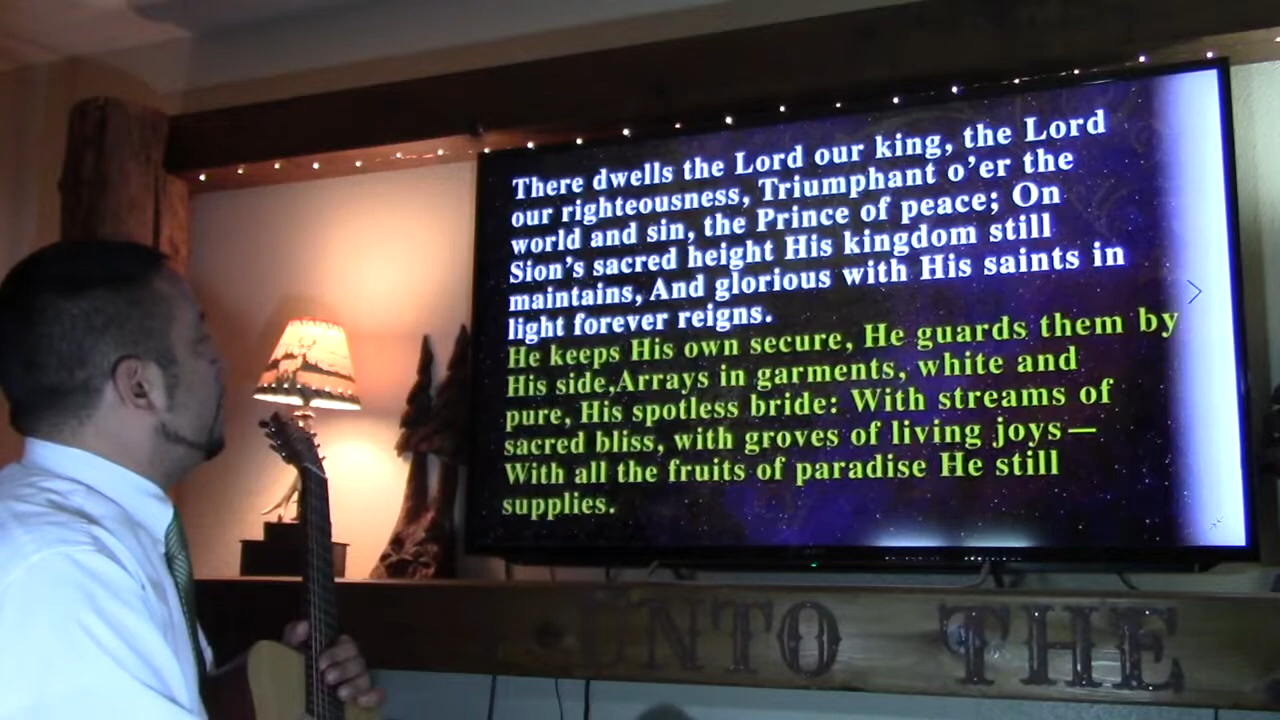 There dwells the Lord our king, the Lord
our righteousness, Triumphant o’er the
world and sin, the Prince of peace; On
Sion’s sacred height His kingdom still
maintains, And glorious with His saints in
light forever reigns.
He keeps His own secure, He guards them by
His side,Arrays in garments, white and
pure, His spotless bride: With streams of
sacred bliss, with groves of living joys—
With all the fruits of paradise He still
supplies.
UNTO THE